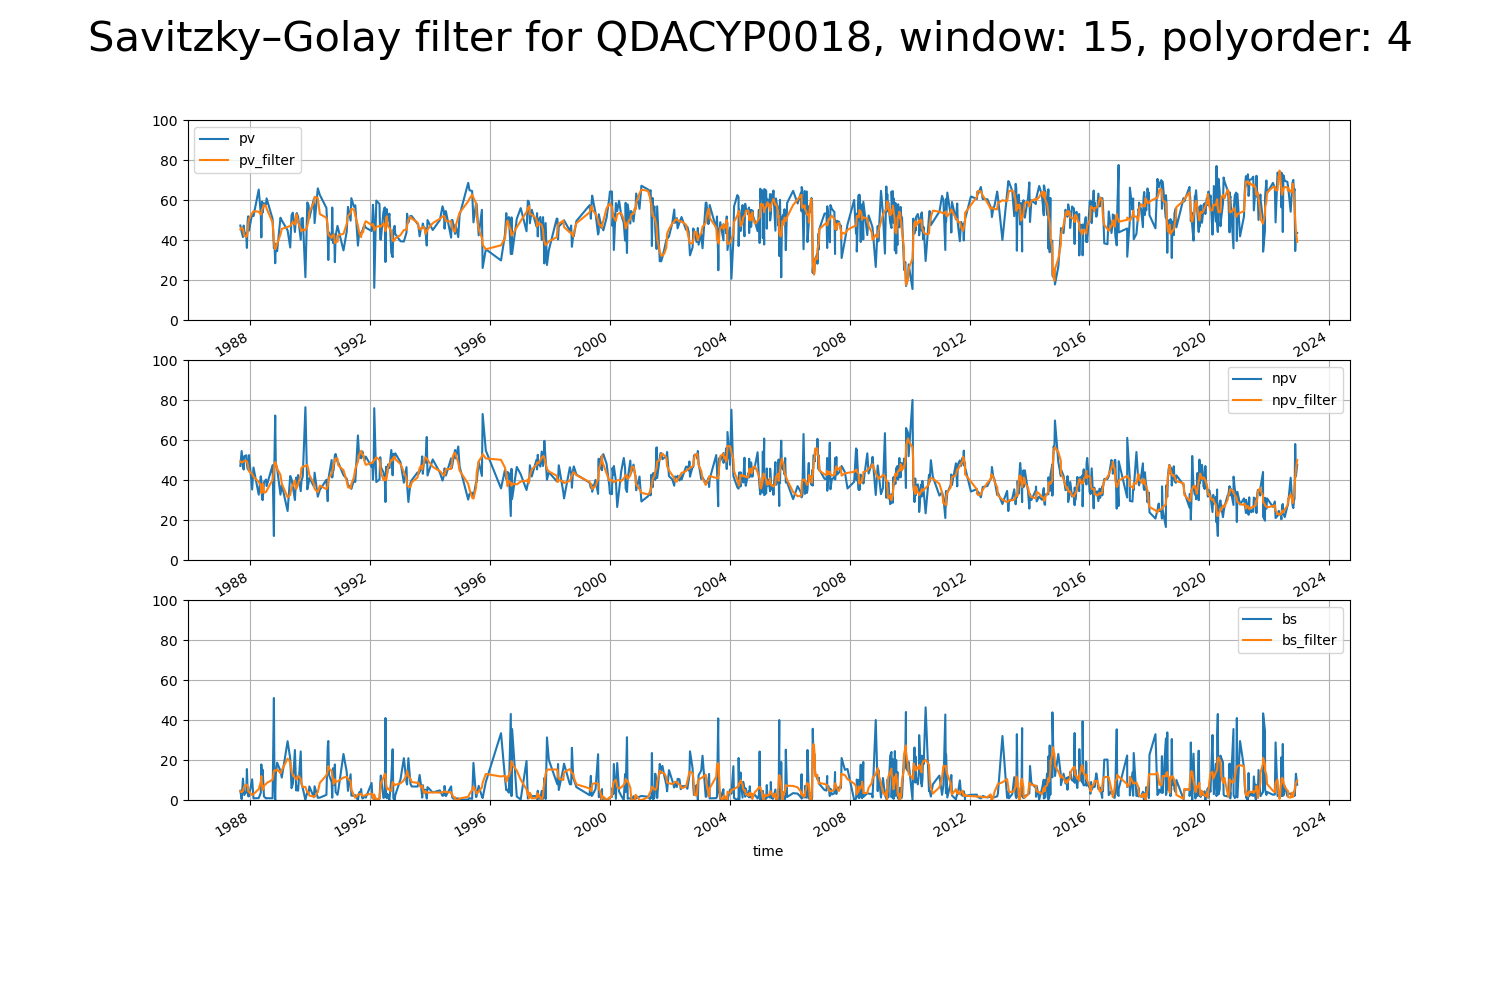 Savitzky–Golay filter for QDACYP0018, window: 15, polyorder: 4
100
80
60
40
20
0
pv
pv_filter
1988 1992 1996 2000 2004 2008 2012 2016 2020 2024
100
80
60
40
20
0
npv
npv_filter
1988 1992 1996 2000 2004 2008 2012 2016 2020 2024
100
80
60
40
20
0
bs
bs_filter
1988 1992 1996 2000 2004 2008 2012 2016 2020 2024
time